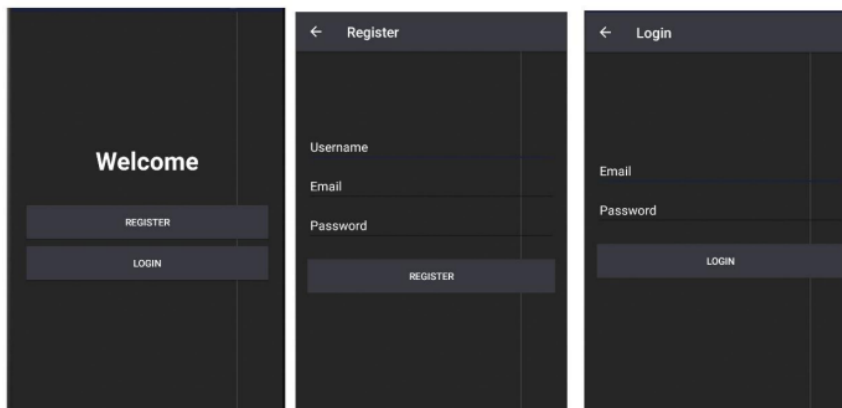 Welcome
REGISTER
LOGIN
Register
Username
Email
Password
REGISTER
Login
Email
Password
LOGIN